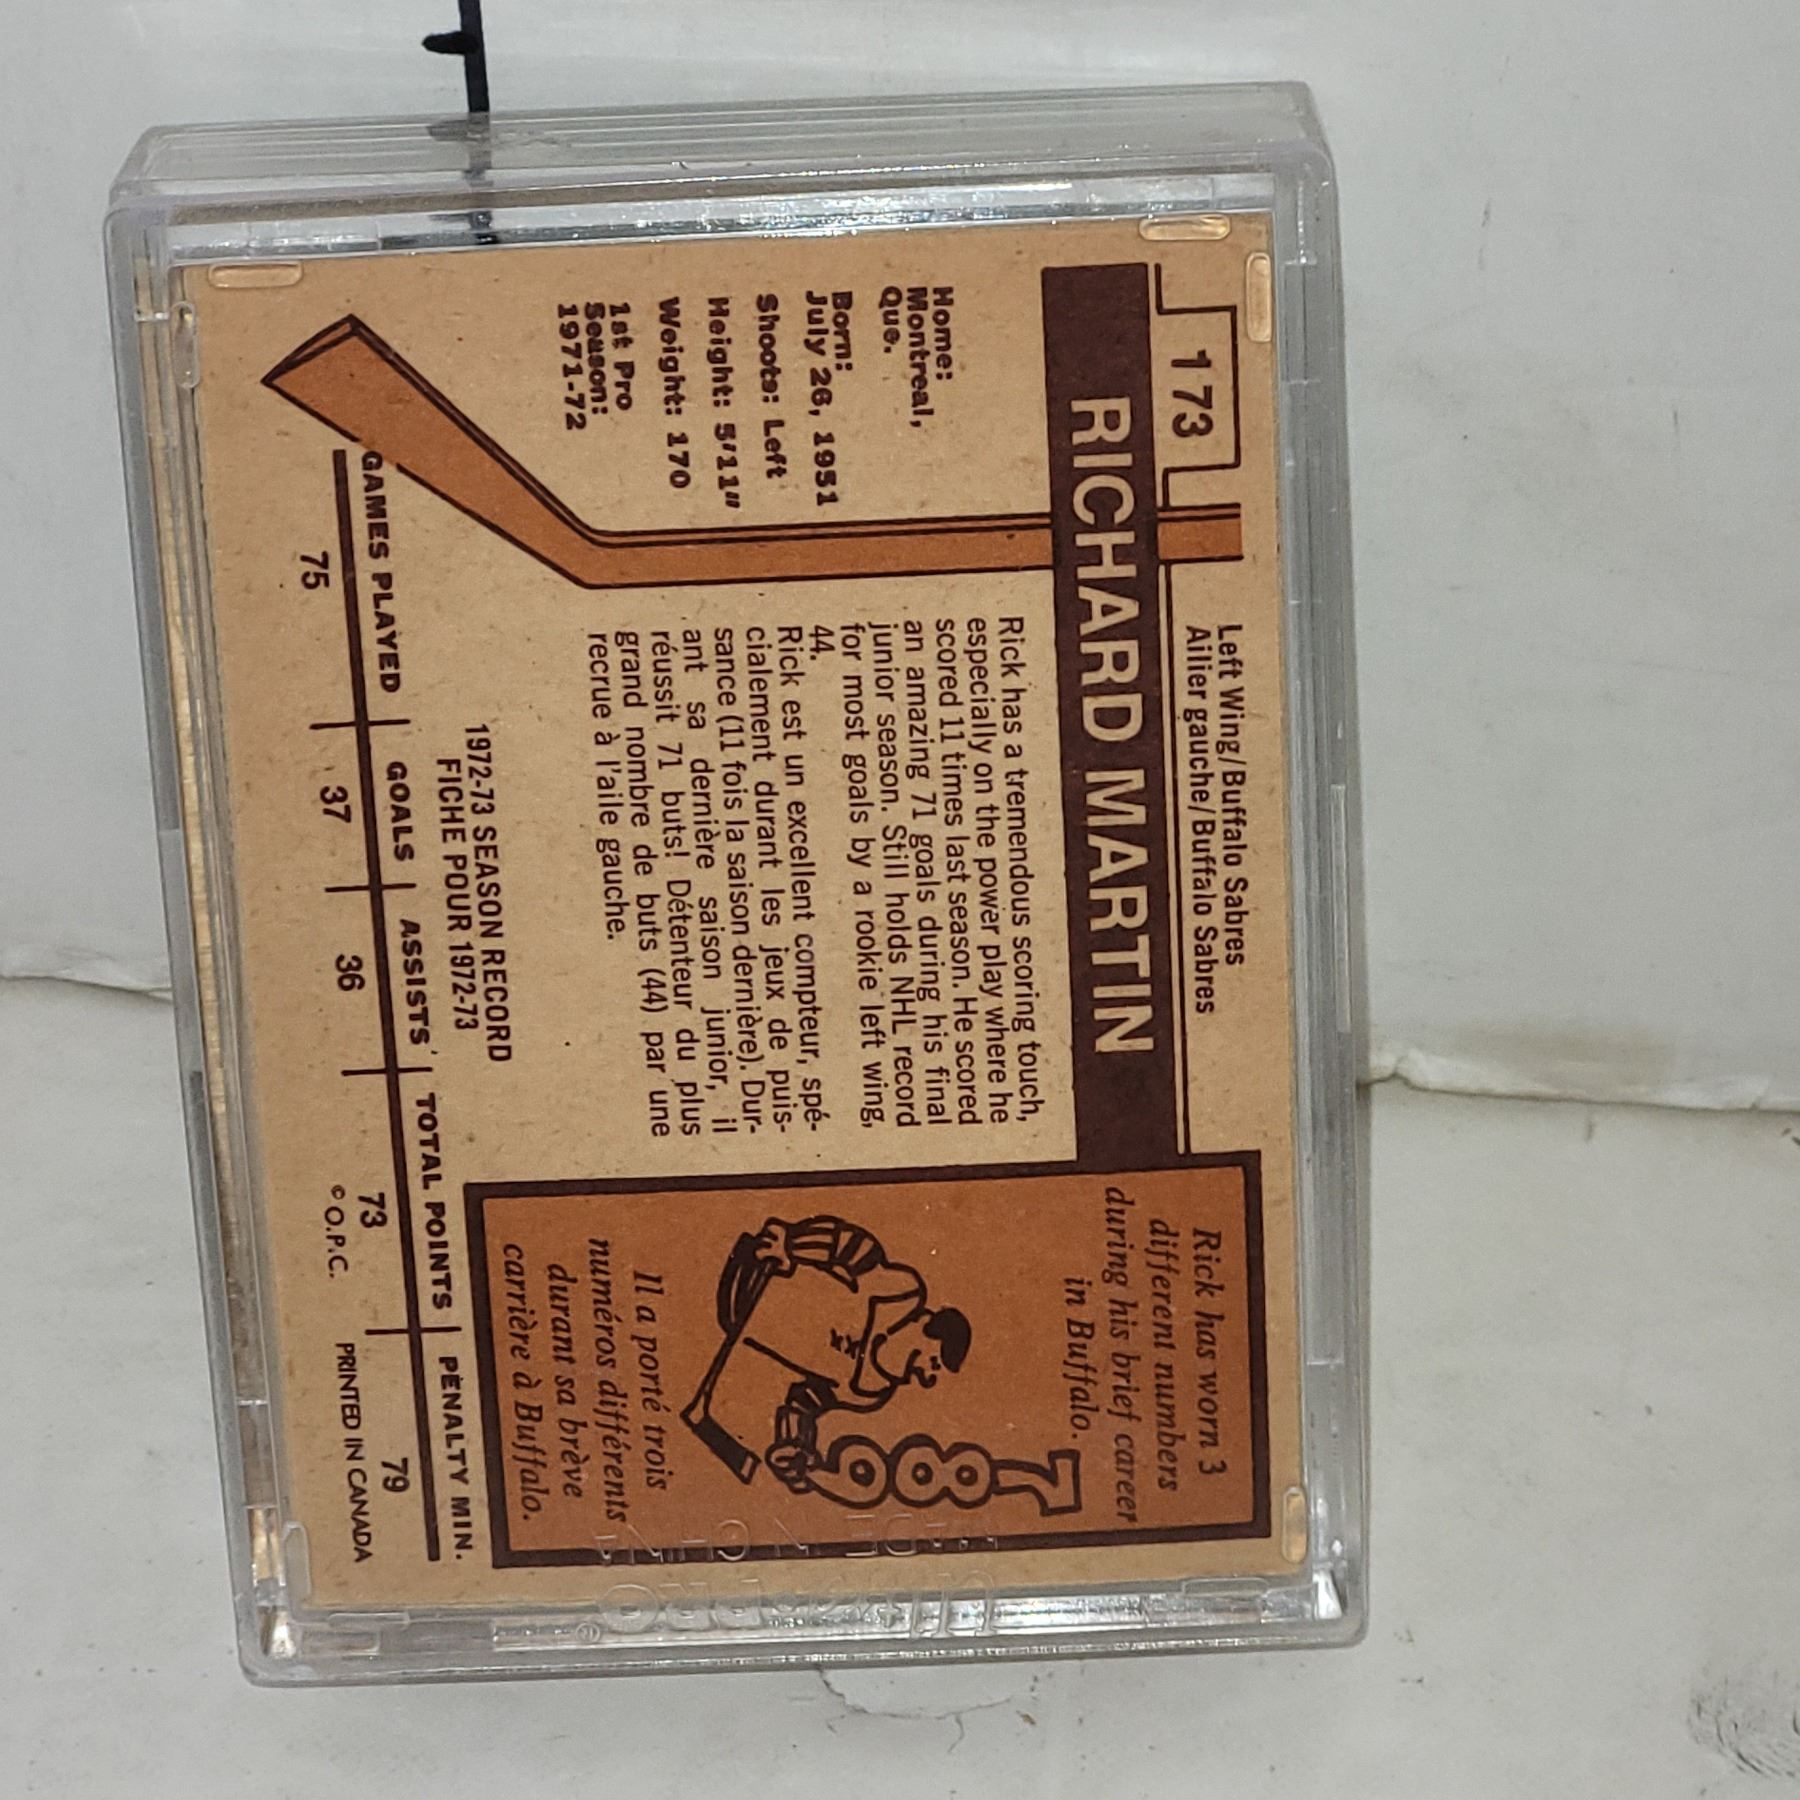 173
Left Wing/Buffalo Sabres
Ailier gauche/Buffalo Sabres
RICHARD MARTIN
Home:
Montreal,
Que.
Born:
July 26, 1951
Shoots: Left
Height: 5'11"
Weight: 170
1st Pro
Season:
1971-72
Rick has a tremendous scoring touch,
especially on the power play where he
scored 11 times last season. He scored
an amazing 71 goals during his final
junior season. Still holds NHL record
for most goals by a rookie left wing,
44.
Rick est un excellent compteur, spé-
cialement durant les jeux de puis-
sance (11 fois la saison dernière). Dur-
ant sa dernière saison junior, il
réussit 71 buts! Détenteur du plus
grand nombre de buts (44) par une
recrue à l'aile gauche.
Rick has worn 3
different numbers
during his brief career
in Buffalo.
7
8
9
Il a porté trois
numéros différents
durant sa brève
carrière à Buffalo.
1972-73 SEASON RECORD
FICHE POUR 1972-73
GAMES PLAYED GOALS ASSISTS TOTAL POINTS PENALTY MIN.
75 37 36 73 79
© O.P.C. PRINTED IN CANADA
Ultra·PRO®